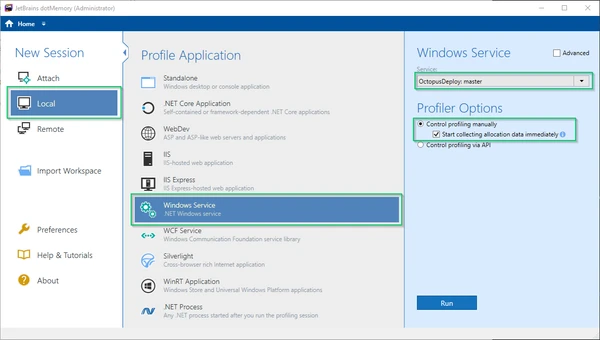 JetBrains dotMemory (Administrator)
Home
New Session
Attach
Local
Remote
Import Workspace
Preferences
Help & Tutorials
About
Profile Application
Standalone
Windows desktop or console application
.NET Core Application
Self-contained or framework-dependent .NET Core applications
WebDev
ASP and ASP-like web servers and applications
IIS
IIS-hosted web application
IIS Express
IIS Express-hosted web application
Windows Service
.NET Windows service
WCF Service
Windows Communication Foundation service library
Silverlight
Cross-browser rich internet application
WinRT Application
Windows Store and Universal Windows Platform applications
.NET Process
Any .NET process started after you run the profiling session
Windows Service
Advanced
Service:
OctopusDeploy: master
Profiler Options
Control profiling manually
Start collecting allocation data immediately
Control profiling via API
Run